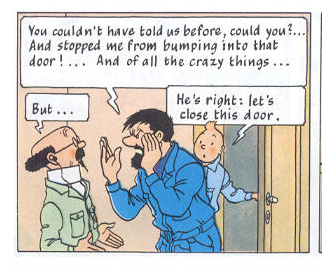 You couldn't have told us before, could you?...
And stopped me from bumping into that
door!... And of all the crazy things...
But...
He's right: let's
close this door.